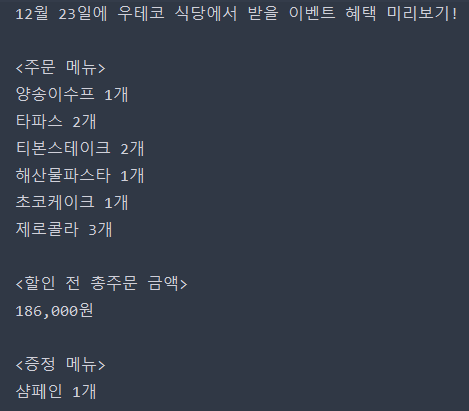 12월 23일에 우테코 식당에서 받을 이벤트 혜택 미리보기!
<주문 메뉴>
양송이수프 1개
타파스 2개
티본스테이크 2개
해산물파스타 1개
초코케이크 1개
제로콜라 3개
<할인 전 총주문 금액>
186,000원
<증정 메뉴>
샴페인 1개